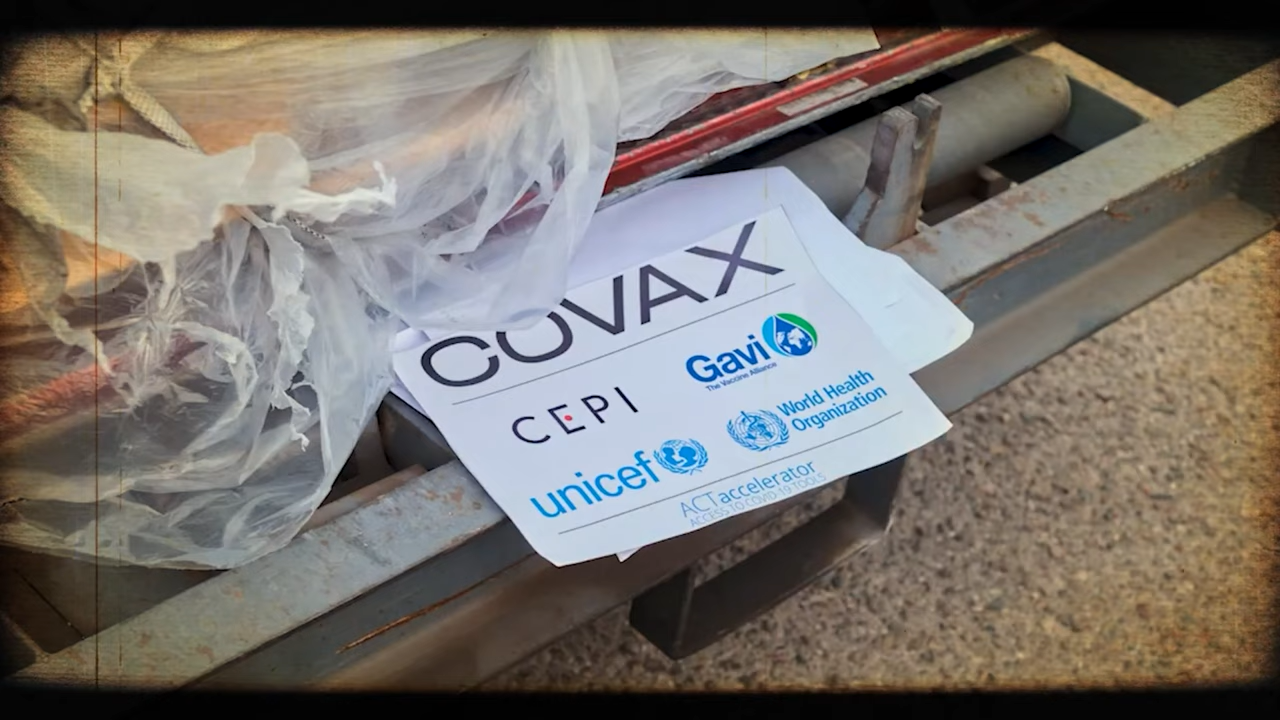 COVAX
CEPI
Gavi
The Vaccine Alliance
unicef
World Health
Organization
ACTaccelerator
ACCESS TO COVID-19 TOOLS